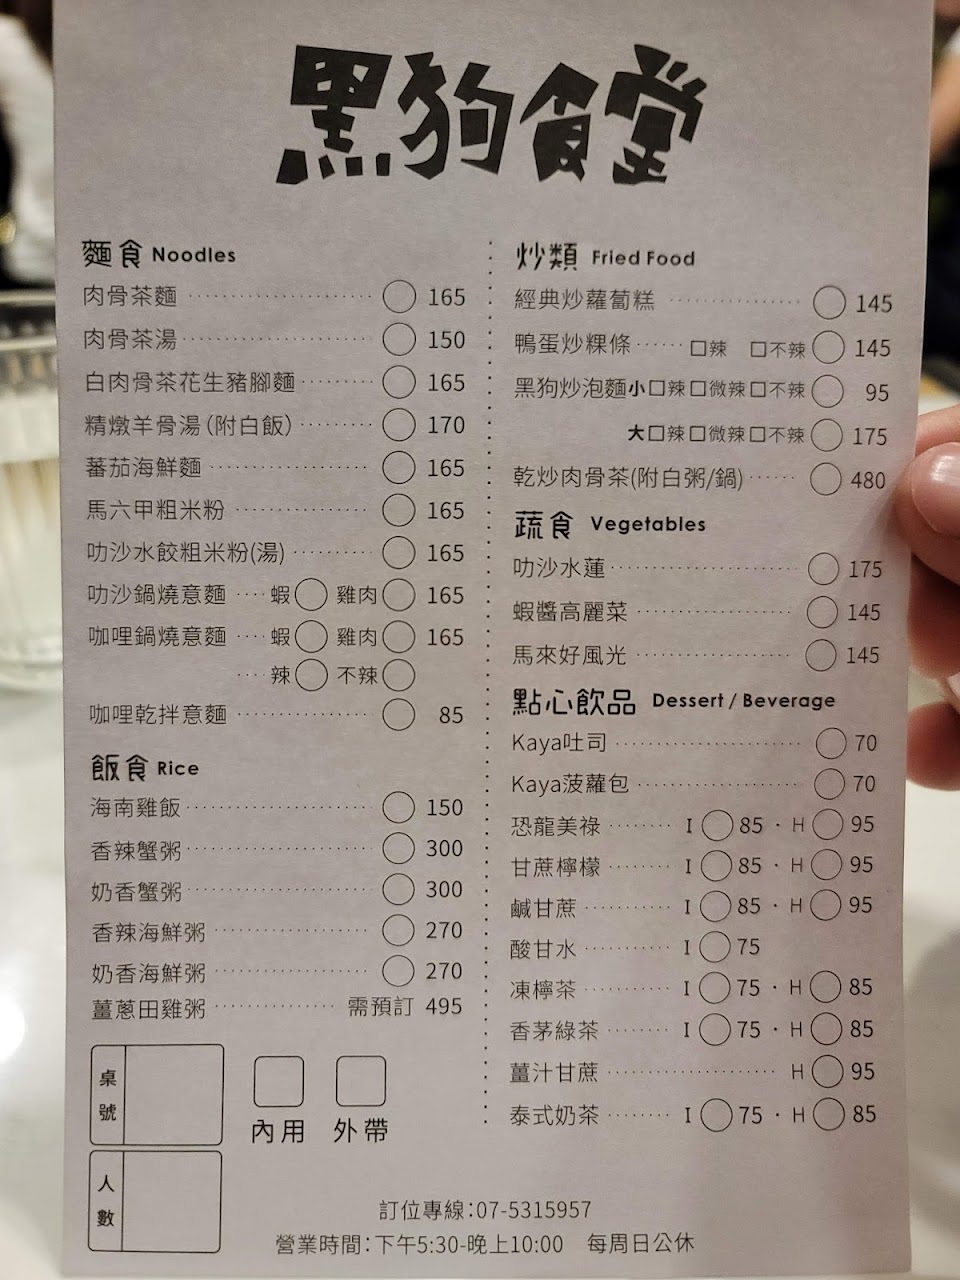 黑狗食堂
麵食 Noodles
肉骨茶麵 165
肉骨茶湯 150
白肉骨茶花生豬腳麵 165
精燉羊骨湯(附白飯) 170
蕃茄海鮮麵 165
馬六甲粗米粉 165
叻沙水餃粗米粉(湯) 165
叻沙鍋燒意麵 蝦 雞肉 165
咖哩鍋燒意麵 蝦 雞肉 165
辣 不辣
咖哩乾拌意麵 85
飯食 Rice
海南雞飯 150
香辣蟹粥 300
奶香蟹粥 300
香辣海鮮粥 270
奶香海鮮粥 270
薑蔥田雞粥 需預訂 495
桌號
人數
內用 外帶
炒類 Fried Food
經典炒蘿蔔糕 145
鴨蛋炒粿條 □辣 □不辣 145
黑狗炒泡麵小□辣□微辣□不辣 95
大□辣□微辣□不辣 175
乾炒肉骨茶(附白粥/鍋) 480
蔬食 Vegetables
叻沙水蓮 175
蝦醬高麗菜 145
馬來好風光 145
點心飲品 Dessert / Beverage
Kaya吐司 70
Kaya菠蘿包 70
恐龍美祿 I 85 · H 95
甘蔗檸檬 I 85 · H 95
鹹甘蔗 I 85 · H 95
酸甘水 I 75
凍檸茶 I 75 · H 85
香茅綠茶 I 75 · H 85
薑汁甘蔗 H 95
泰式奶茶 I 75 · H 85
訂位專線:07-5315957
營業時間:下午5:30-晚上10:00 每周日公休